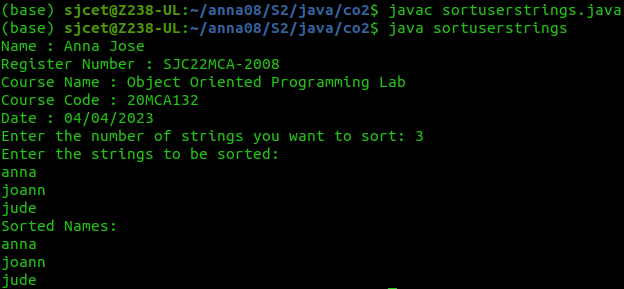 (base) sjcet@Z238-UL:~/anna08/S2/java/co2$ javac sortuserstrings.java
(base) sjcet@Z238-UL:~/anna08/S2/java/co2$ java sortuserstrings
Name : Anna Jose
Register Number : SJC22MCA-2008
Course Name : Object Oriented Programming Lab
Course Code : 20MCA132
Date : 04/04/2023
Enter the number of strings you want to sort: 3
Enter the strings to be sorted:
anna
joann
jude
Sorted Names:
anna
joann
jude